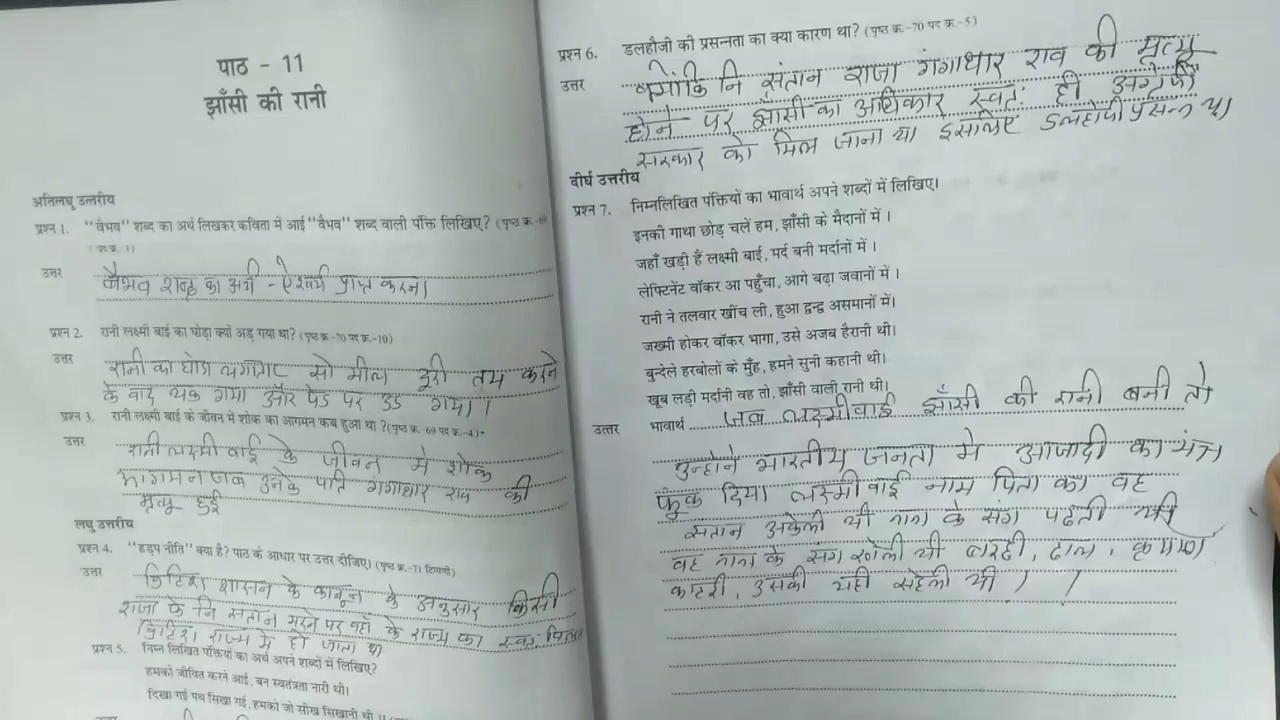 पाठ - 11
झाँसी की रानी
अतिलघु उत्तरीय
प्रश्न 1. "वैभव" शब्द का अर्थ लिखकर कविता में आई "वैभव" शब्द वाली पंक्ति लिखिए? (पृष्ठ क्र.-69
पद क्र.-3)
उत्तर वैभव शब्द का अर्थ - ऐश्वर्य प्राप्त करना।
प्रश्न 2. रानी लक्ष्मी बाई का घोड़ा क्यों अड़ गया था? (पृष्ठ क्र.-70 पद क्र.-10)
उत्तर रानी का घोडा लगातार सो मील दूरी तय करने
के बाद थक गया और पेड पर उड गया।
प्रश्न 3. रानी लक्ष्मी बाई के जीवन में शोक का आगमन कब हुआ था ? (पृष्ठ क्र.-69 पद क्र.-4)
उत्तर रानी लक्ष्मी वाई के जीवन मे शोक
आगमन जब उनके पति गंगाधार राव की
मृत्यू हुई
लघु उत्तरीय
प्रश्न 4. "हड़प नीति" क्या है? पाठ के आधार पर उत्तर दीजिए। (पृष्ठ क्र.-71 टिप्पणी)
उत्तर ब्रिटिश शासन के कानून के अनुसार किसी
राजा के नि संतान मरने पर वहां के राज्य का स्वत:
ब्रिटिश राज्य मे हो जाता था
प्रश्न 5. निम्न लिखित पंक्तियों का अर्थ अपने शब्दों में लिखिए?
हमको जीवित करने आई, बन स्वतंत्रता नारी थी।
दिखा गई पथ सिखा गई, हमको जो सीख सिखानी थी ।।
प्रश्न 6. डलहौजी की प्रसन्नता का क्या कारण था? (पृष्ठ क्र.-70 पद क्र.-5)
उत्तर क्योंकि नि संतान राजा गंगाधार राव की मृत्यू
होने पर झाँसी का अधिकार स्वत: ही अंग्रेजी
सरकार को मिल जाना था इसलिए डलहोजी प्रसन्न था
दीर्घ उत्तरीय
प्रश्न 7. निम्नलिखित पंक्तियों का भावार्थ अपने शब्दों में लिखिए।
इनकी गाथा छोड़ चलें हम, झाँसी के मैदानों में ।
जहाँ खड़ी हैं लक्ष्मी बाई, मर्द बनी मर्दानों में ।
लेफ्टिनेंट वॉकर आ पहुँचा, आगे बढ़ा जवानों में ।
रानी ने तलवार खींच ली, हुआ द्वन्द्व असमानों में।
जख्मी होकर वॉकर भागा, उसे अजब हैरानी थी।
बुन्देले हरबोलों के मुँह, हमने सुनी कहानी थी।
खूब लड़ी मर्दानी वह तो, झाँसी वाली रानी थी।
उत्तर भावार्थ जब लक्ष्मीवाई झाँसी की रानी बनी तो
उन्होने भारतीय जनता मे आजादी का मंत्र
फूंक दिया लक्ष्मीवाई नाम पिता का वह
सतान अकेली थी नाना के संग पढती थी
वह नाना के संग खेली थी बरछी, ढाल, कृपाण
कटारी, उसकी यही सहेली थी।